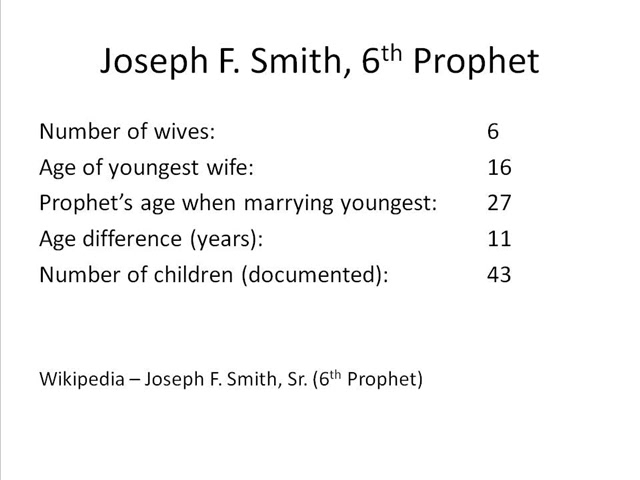 Joseph F. Smith, 6th Prophet
Number of wives: 6
Age of youngest wife: 16
Prophet’s age when marrying youngest: 27
Age difference (years): 11
Number of children (documented): 43
Wikipedia – Joseph F. Smith, Sr. (6th Prophet)